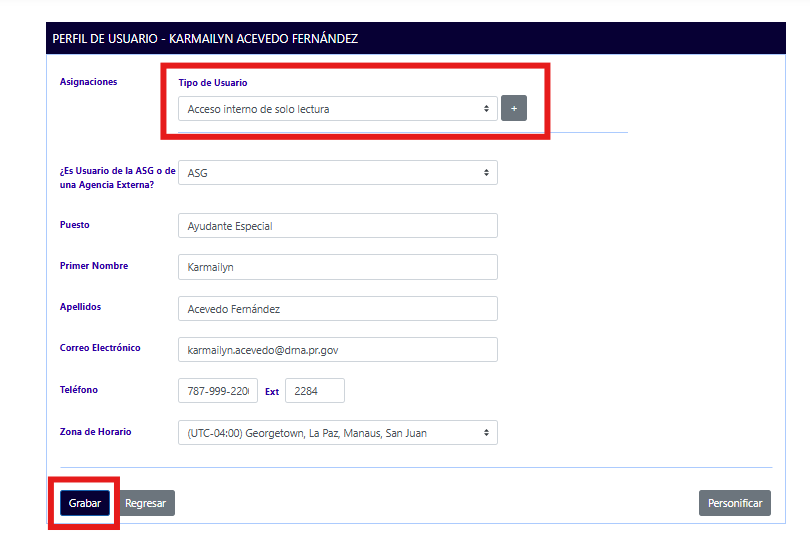 PERFIL DE USUARIO - KARMAILYN ACEVEDO FERNÁNDEZ
Asignaciones
Tipo de Usuario
Acceso interno de solo lectura
+
¿Es Usuario de la ASG o de
una Agencia Externa?
ASG
Puesto
Ayudante Especial
Primer Nombre
Karmailyn
Apellidos
Acevedo Fernández
Correo Electrónico
karmailyn.acevedo@drna.pr.gov
Teléfono
787-999-220
Ext
2284
Zona de Horario
(UTC-04:00) Georgetown, La Paz, Manaus, San Juan
Grabar
Regresar
Personificar